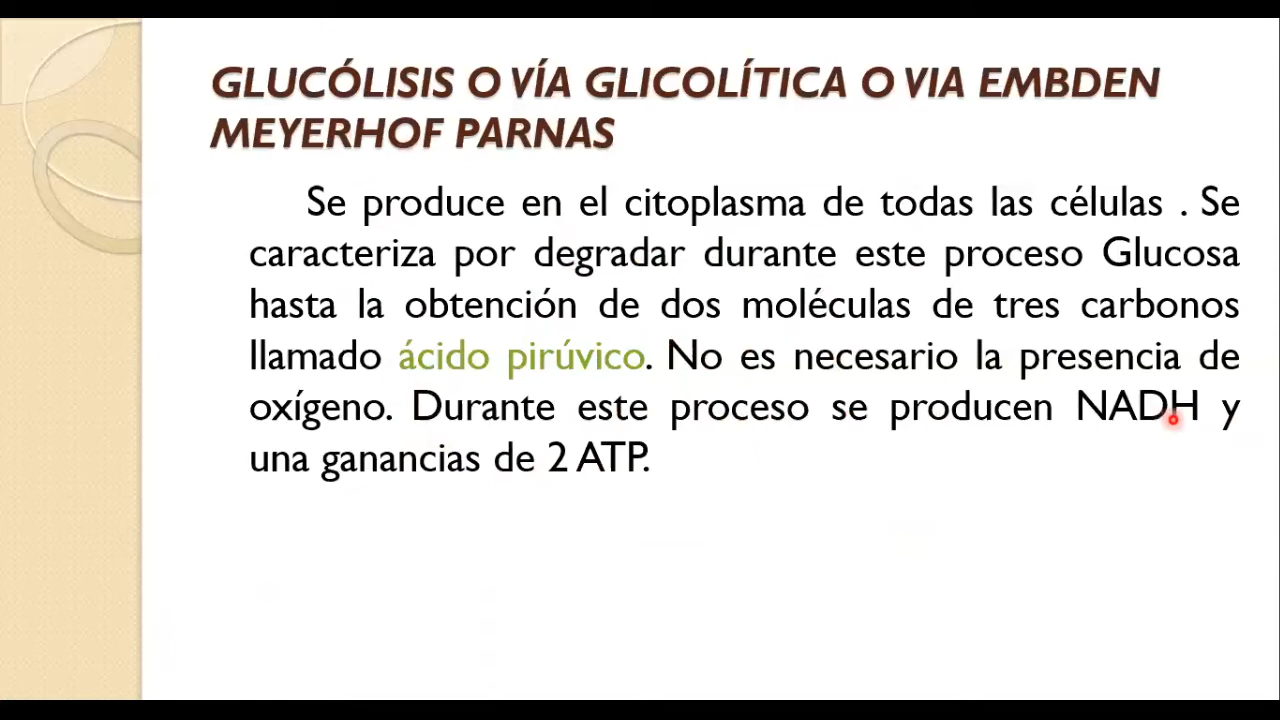 GLUCÓLISIS O VÍA GLICOLÍTICA O VIA EMBDEN
MEYERHOF PARNAS
Se produce en el citoplasma de todas las células . Se
caracteriza por degradar durante este proceso Glucosa
hasta la obtención de dos moléculas de tres carbonos
llamado ácido pirúvico. No es necesario la presencia de
oxígeno. Durante este proceso se producen NADH y
una ganancias de 2 ATP.